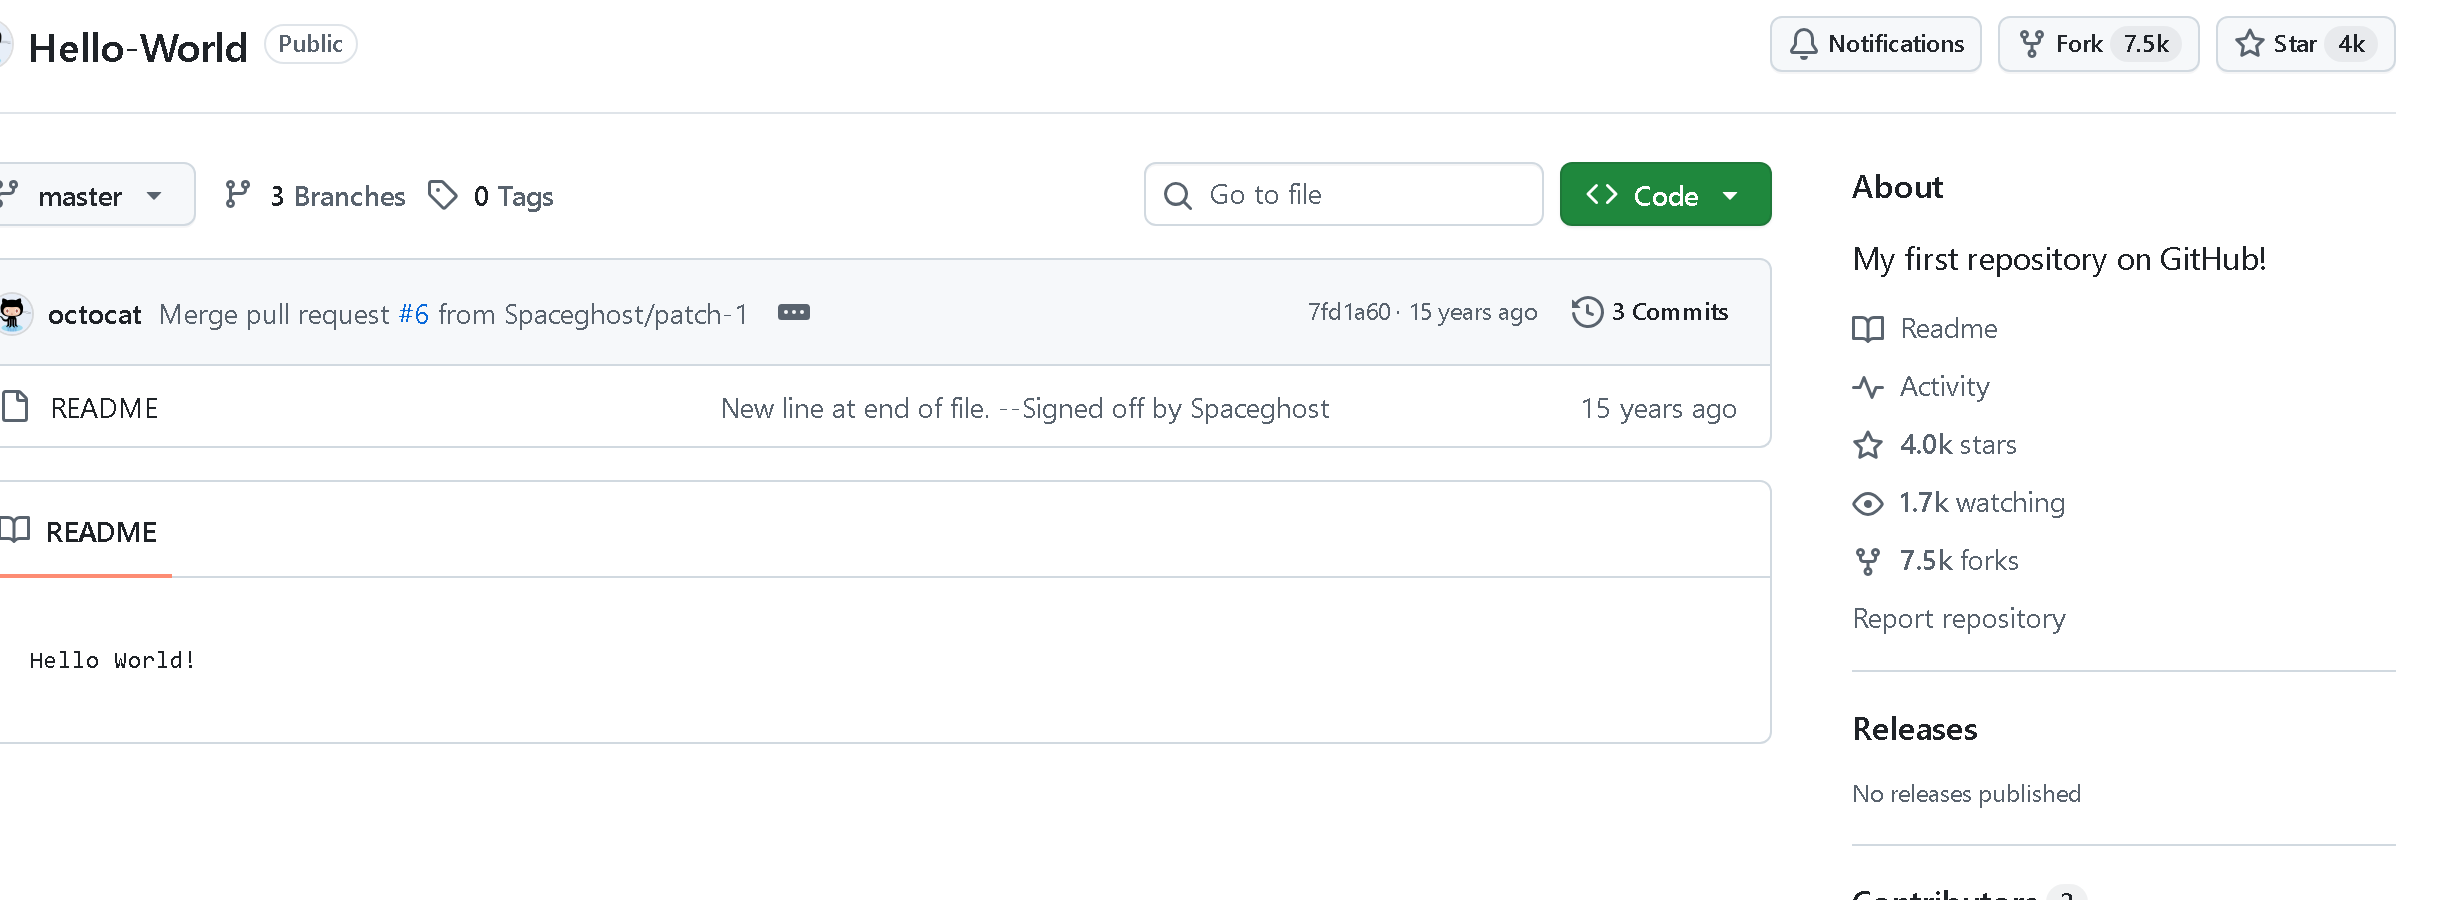 Hello-World Public Notifications Fork 7.5k Star 4k
master 3 Branches 0 Tags Go to file Code
octocat Merge pull request #6 from Spaceghost/patch-1 7fd1a60 · 15 years ago 3 Commits
README New line at end of file. --Signed off by Spaceghost 15 years ago
README
Hello World!
About
My first repository on GitHub!
Readme
Activity
4.0k stars
1.7k watching
7.5k forks
Report repository
Releases
No releases published
Contributors